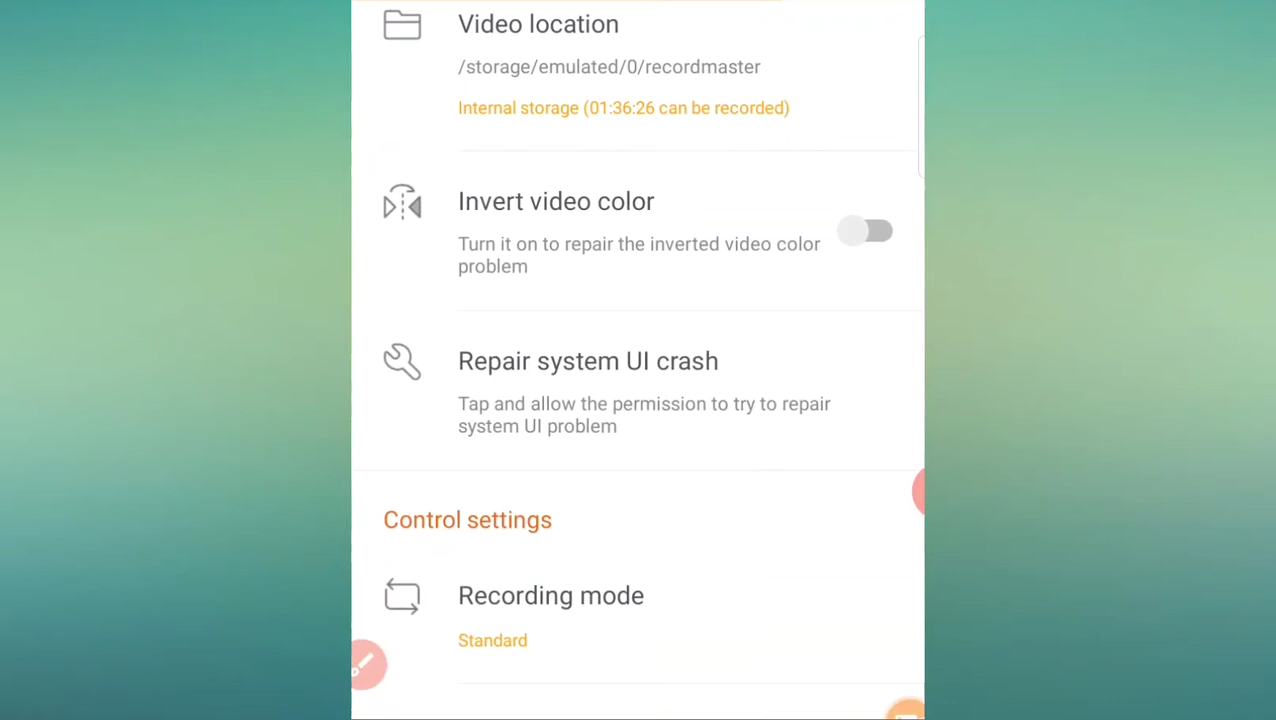 Video location
/storage/emulated/0/recordmaster
Internal storage (01:36:26 can be recorded)
Invert video color
Turn it on to repair the inverted video color
problem
Repair system UI crash
Tap and allow the permission to try to repair
system UI problem
Control settings
Recording mode
Standard